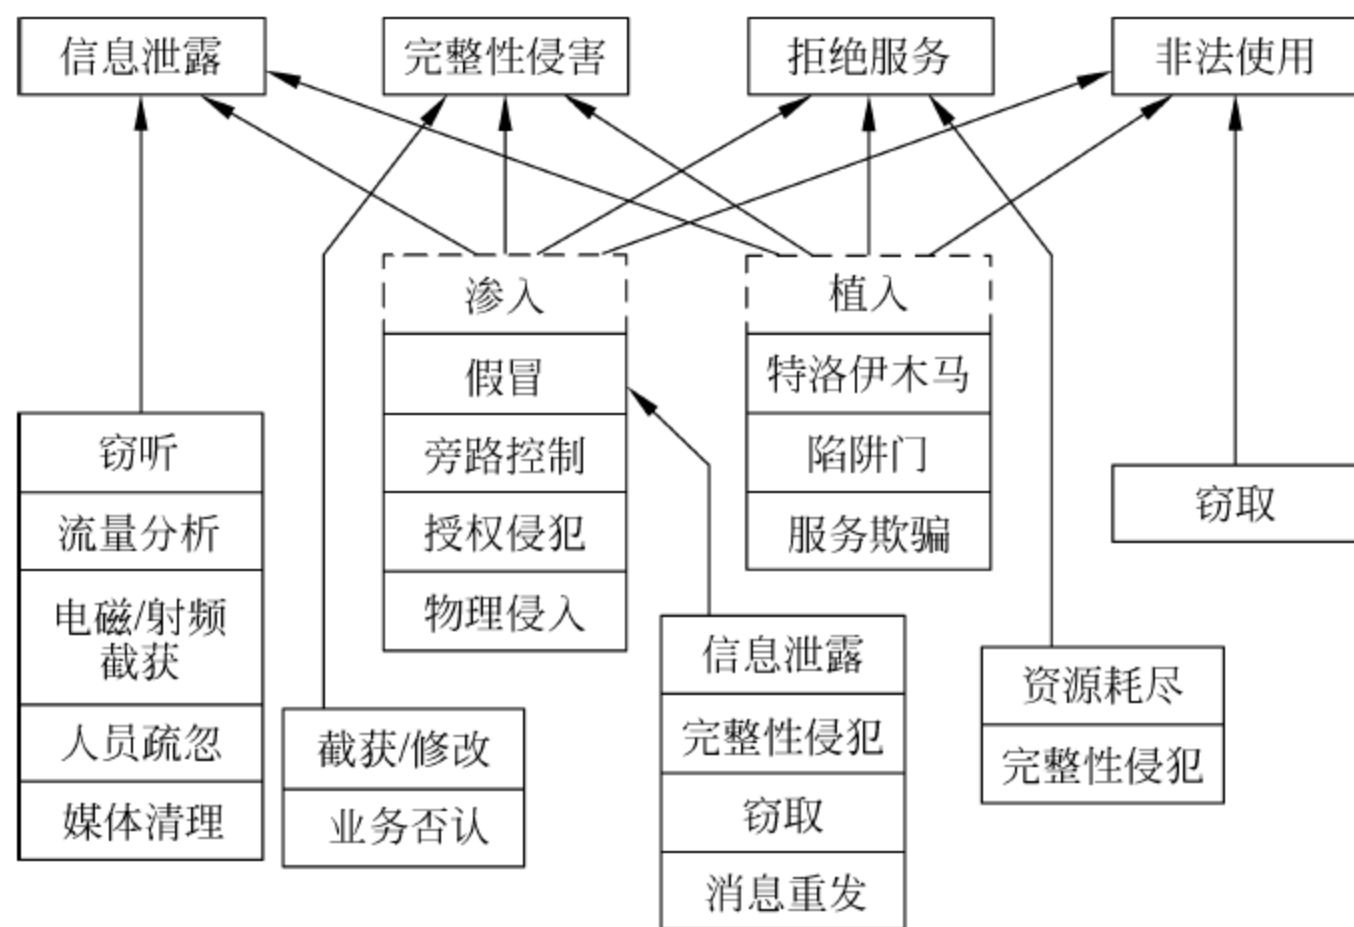 信息泄露
完整性侵害
拒绝服务
非法使用
渗入
假冒
旁路控制
授权侵犯
物理侵入
植入
特洛伊木马
陷阱门
服务欺骗
窃听
流量分析
电磁/射频
截获
人员疏忽
媒体清理
截获/修改
业务否认
信息泄露
完整性侵犯
窃取
消息重发
资源耗尽
完整性侵犯
窃取